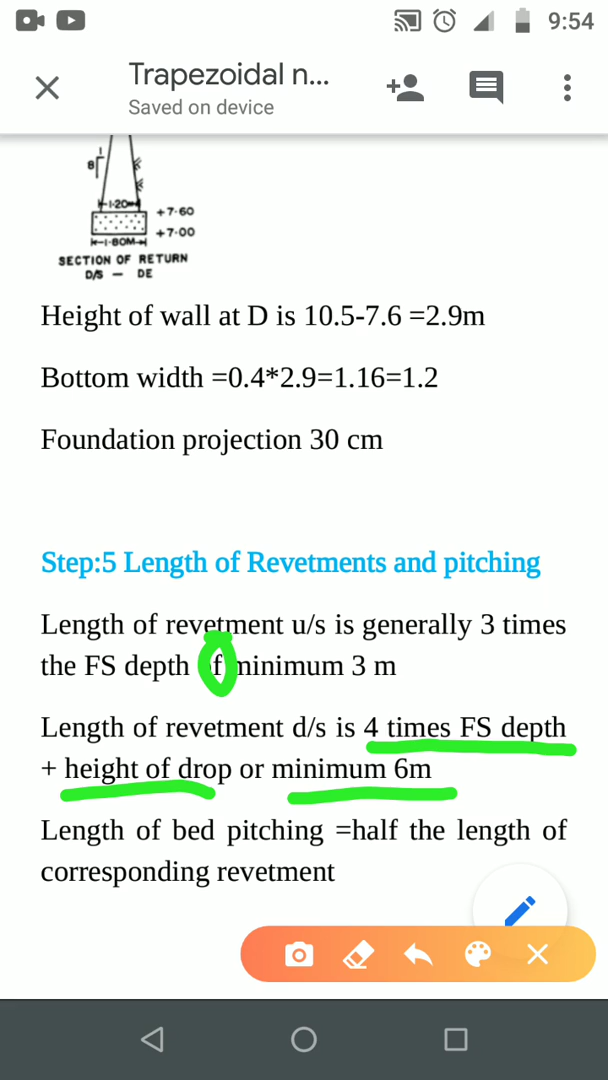 9:54
Trapezoidal n...
Saved on device
8
1
1·20
+7·60
+7·00
1·80M
SECTION OF RETURN
D/S — DE
Height of wall at D is 10.5-7.6 =2.9m
Bottom width =0.4*2.9=1.16=1.2
Foundation projection 30 cm
Step:5 Length of Revetments and pitching
Length of revetment u/s is generally 3 times
the FS depth of minimum 3 m
Length of revetment d/s is 4 times FS depth
+ height of drop or minimum 6m
Length of bed pitching =half the length of
corresponding revetment